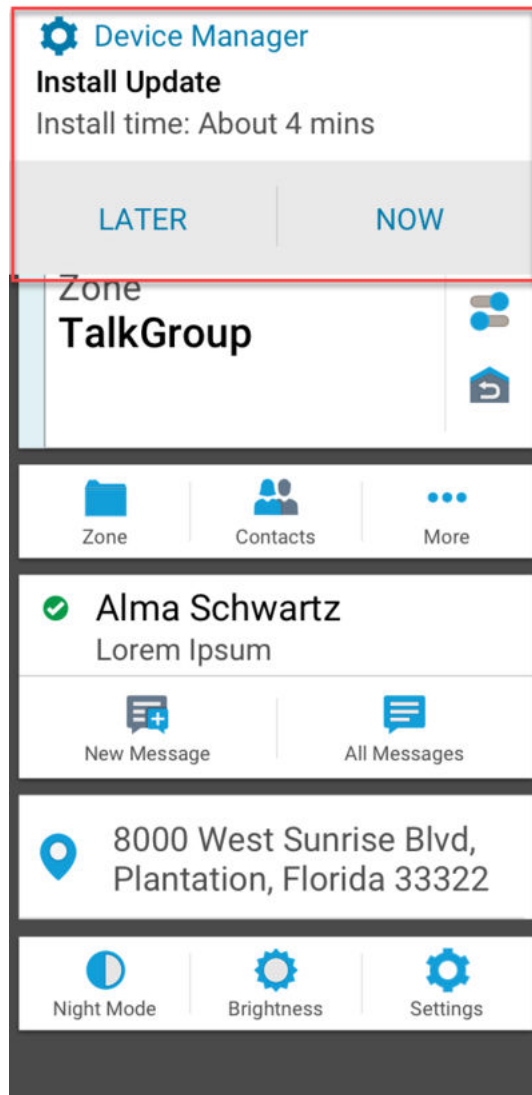 Device Manager
Install Update
Install time: About 4 mins
LATER NOW
Zone
TalkGroup
Zone Contacts More
Alma Schwartz
Lorem Ipsum
New Message All Messages
8000 West Sunrise Blvd,
Plantation, Florida 33322
Night Mode Brightness Settings